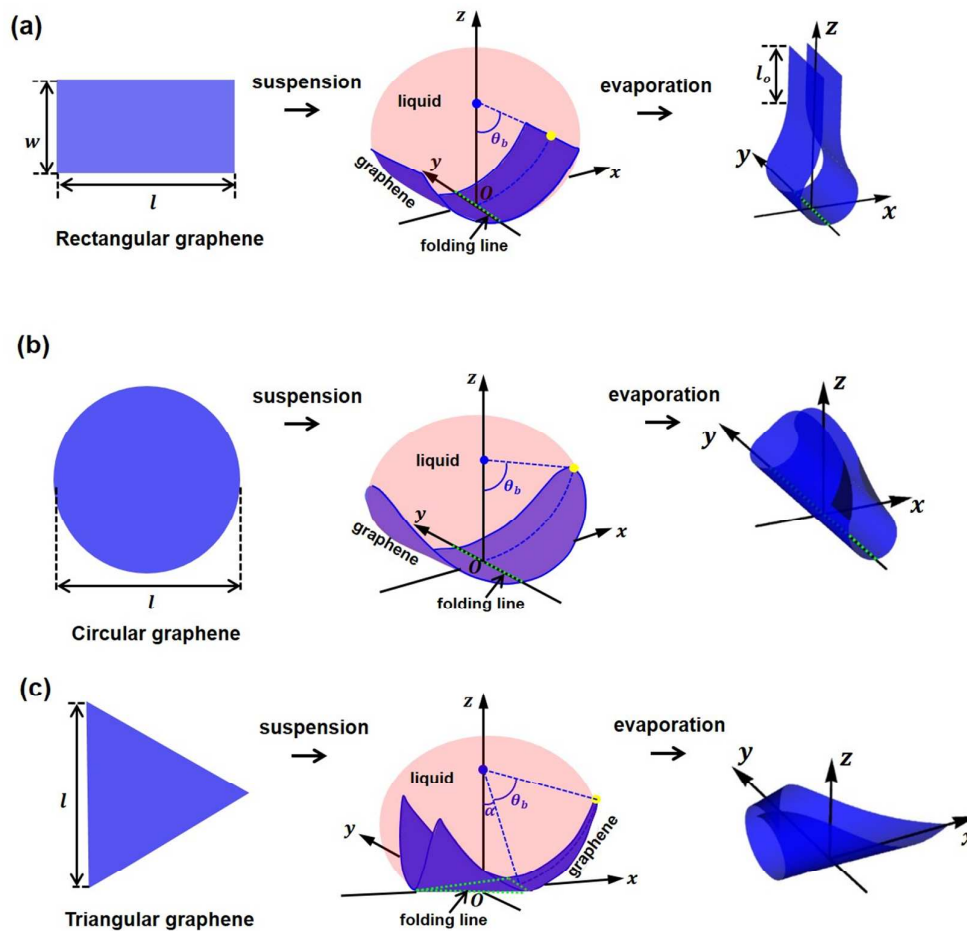 (a)
w
l
Rectangular graphene
suspension
z
liquid
θb
y
graphene
O
x
folding line
evaporation
lo
z
y
x
(b)
l
Circular graphene
suspension
z
liquid
θb
y
graphene
O
x
folding line
evaporation
z
y
x
(c)
l
Triangular graphene
suspension
z
liquid
α
θb
y
graphene
O
x
folding line
evaporation
y
z
x